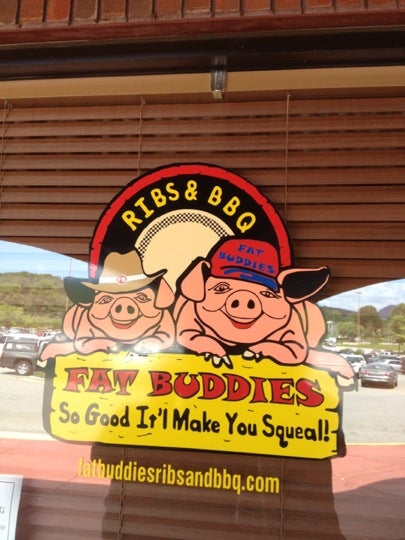 RIBS & BBQ
FAT
BUDDIES
FAT BUDDIES
So Good It'l Make You Squeal!
fatbuddiesribsandbbq.com